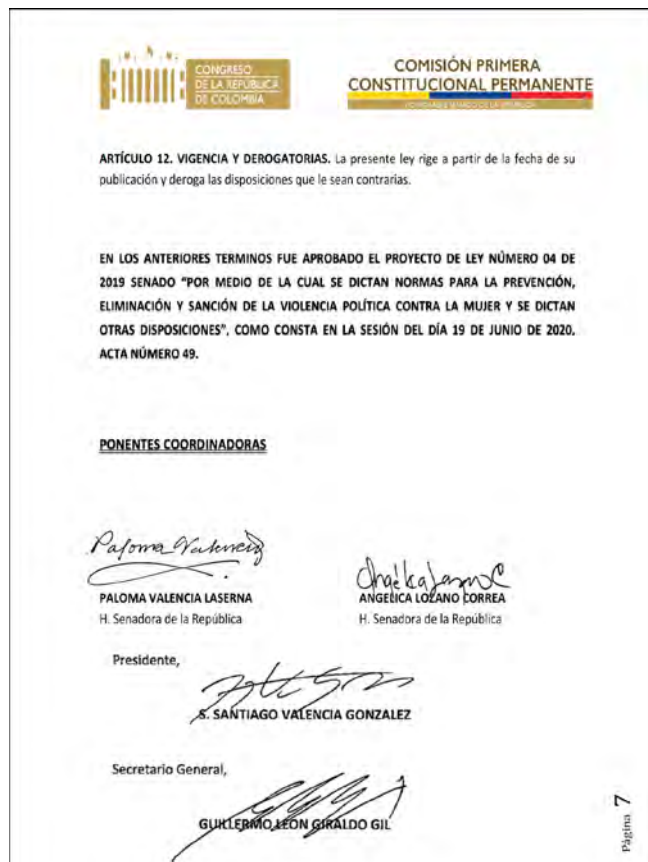 CONGRESO
DE LA REPÚBLICA
DE COLOMBIA
COMISIÓN PRIMERA
CONSTITUCIONAL PERMANENTE
HONORABLE SENADO DE LA REPÚBLICA
ARTÍCULO 12. VIGENCIA Y DEROGATORIAS. La presente ley rige a partir de la fecha de su
publicación y deroga las disposiciones que le sean contrarias.
EN LOS ANTERIORES TERMINOS FUE APROBADO EL PROYECTO DE LEY NÚMERO 04 DE
2019 SENADO "POR MEDIO DE LA CUAL SE DICTAN NORMAS PARA LA PREVENCIÓN,
ELIMINACIÓN Y SANCIÓN DE LA VIOLENCIA POLÍTICA CONTRA LA MUJER Y SE DICTAN
OTRAS DISPOSICIONES", COMO CONSTA EN LA SESIÓN DEL DÍA 19 DE JUNIO DE 2020,
ACTA NÚMERO 49.
PONENTES COORDINADORAS
Paloma Valencia
PALOMA VALENCIA LASERNA
H. Senadora de la República
ANGELICA LOZANO CORREA
H. Senadora de la República
Presidente,
S. SANTIAGO VALENCIA GONZALEZ
Secretario General,
GUILLERMO LEON GIRALDO GIL
Página 7